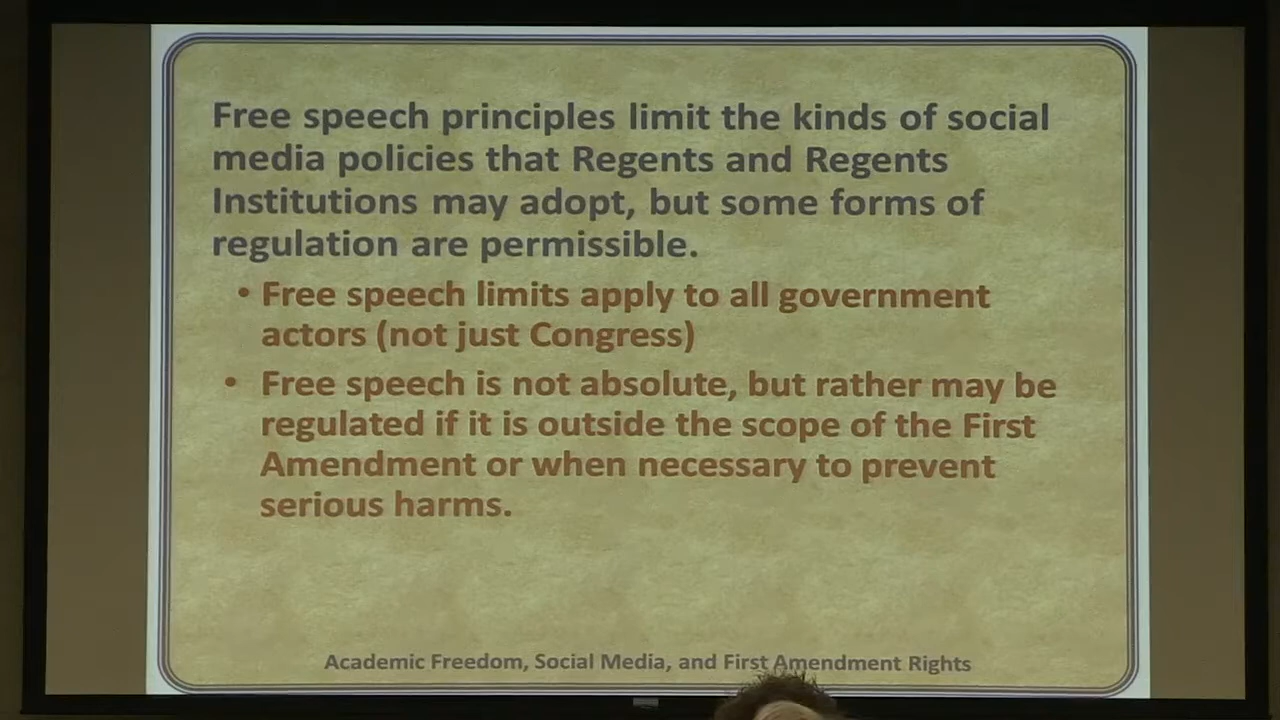 Free speech principles limit the kinds of social
media policies that Regents and Regents
Institutions may adopt, but some forms of
regulation are permissible.
• Free speech limits apply to all government
actors (not just Congress)
• Free speech is not absolute, but rather may be
regulated if it is outside the scope of the First
Amendment or when necessary to prevent
serious harms.
Academic Freedom, Social Media, and First Amendment Rights